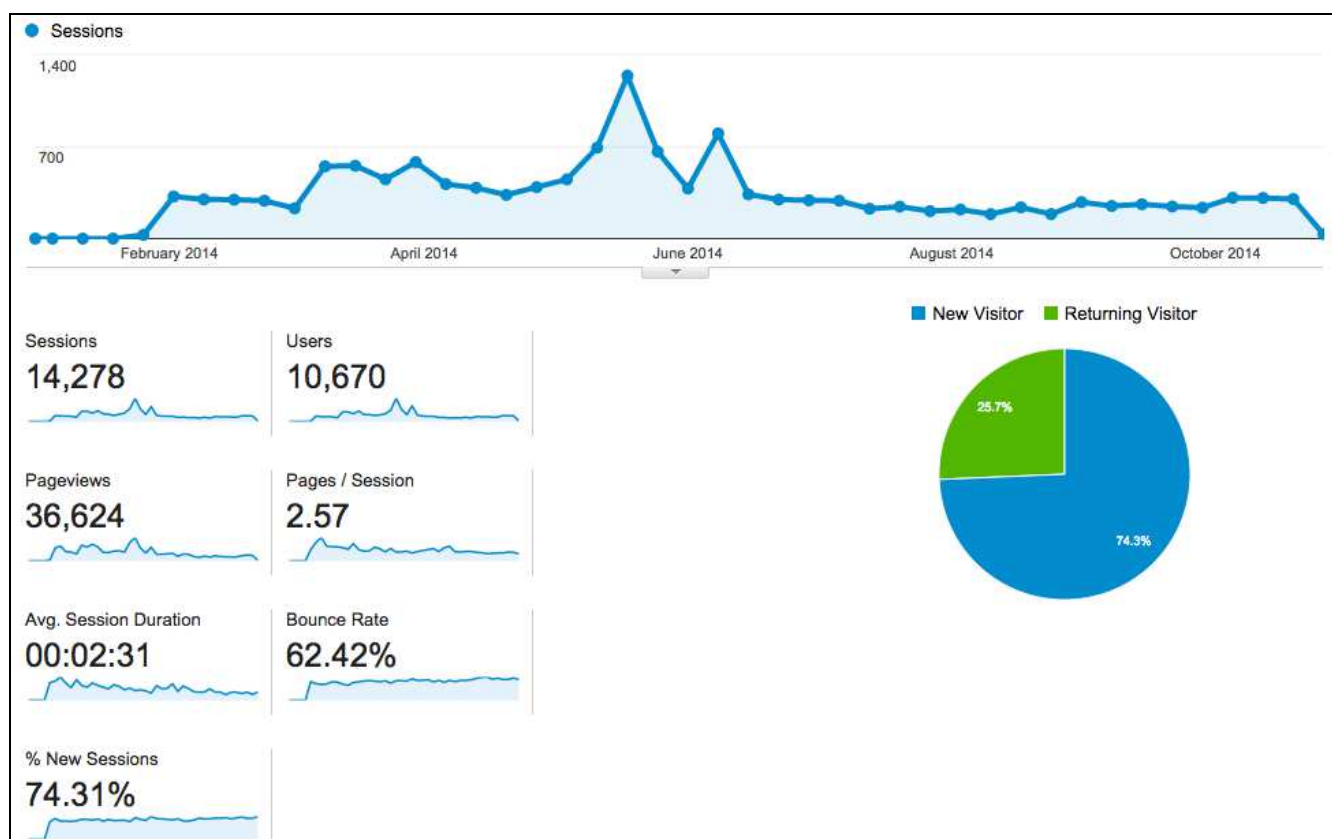 Sessions
1,400
700
February 2014 April 2014 June 2014 August 2014 October 2014
New Visitor Returning Visitor
Sessions Users
14,278 10,670
25.7%
74.3%
Pageviews Pages / Session
36,624 2.57
Avg. Session Duration Bounce Rate
00:02:31 62.42%
% New Sessions
74.31%